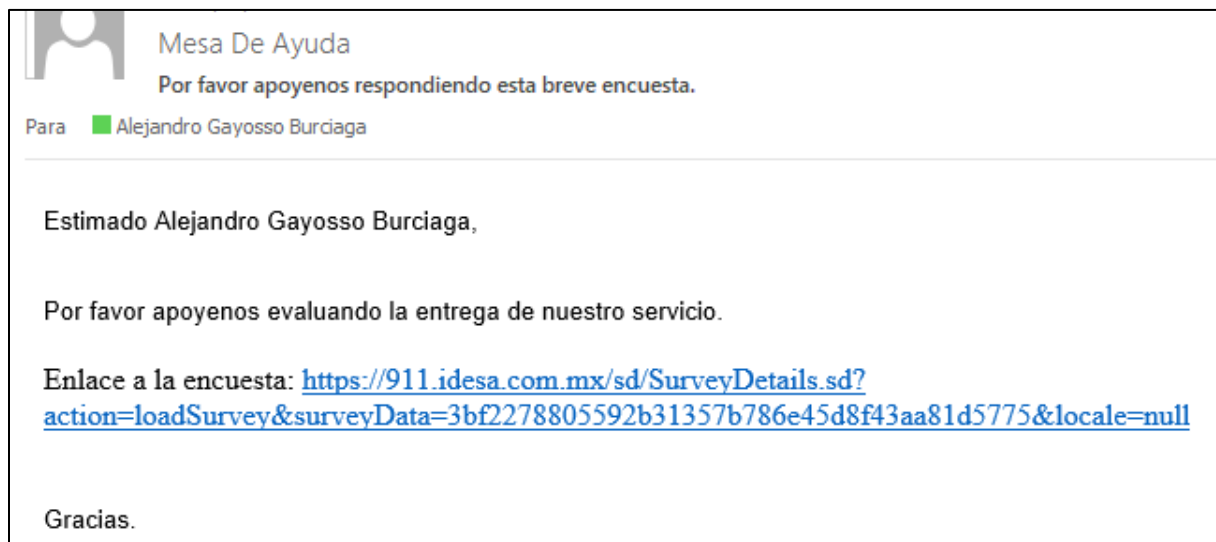 Mesa De Ayuda
Por favor apoyenos respondiendo esta breve encuesta.
Para Alejandro Gayosso Burciaga
Estimado Alejandro Gayosso Burciaga,
Por favor apoyenos evaluando la entrega de nuestro servicio.
Enlace a la encuesta: https://911.idesa.com.mx/sd/SurveyDetails.sd?
action=loadSurvey&surveyData=3bf2278805592b31357b786e45d8f43aa81d5775&locale=null
Gracias.